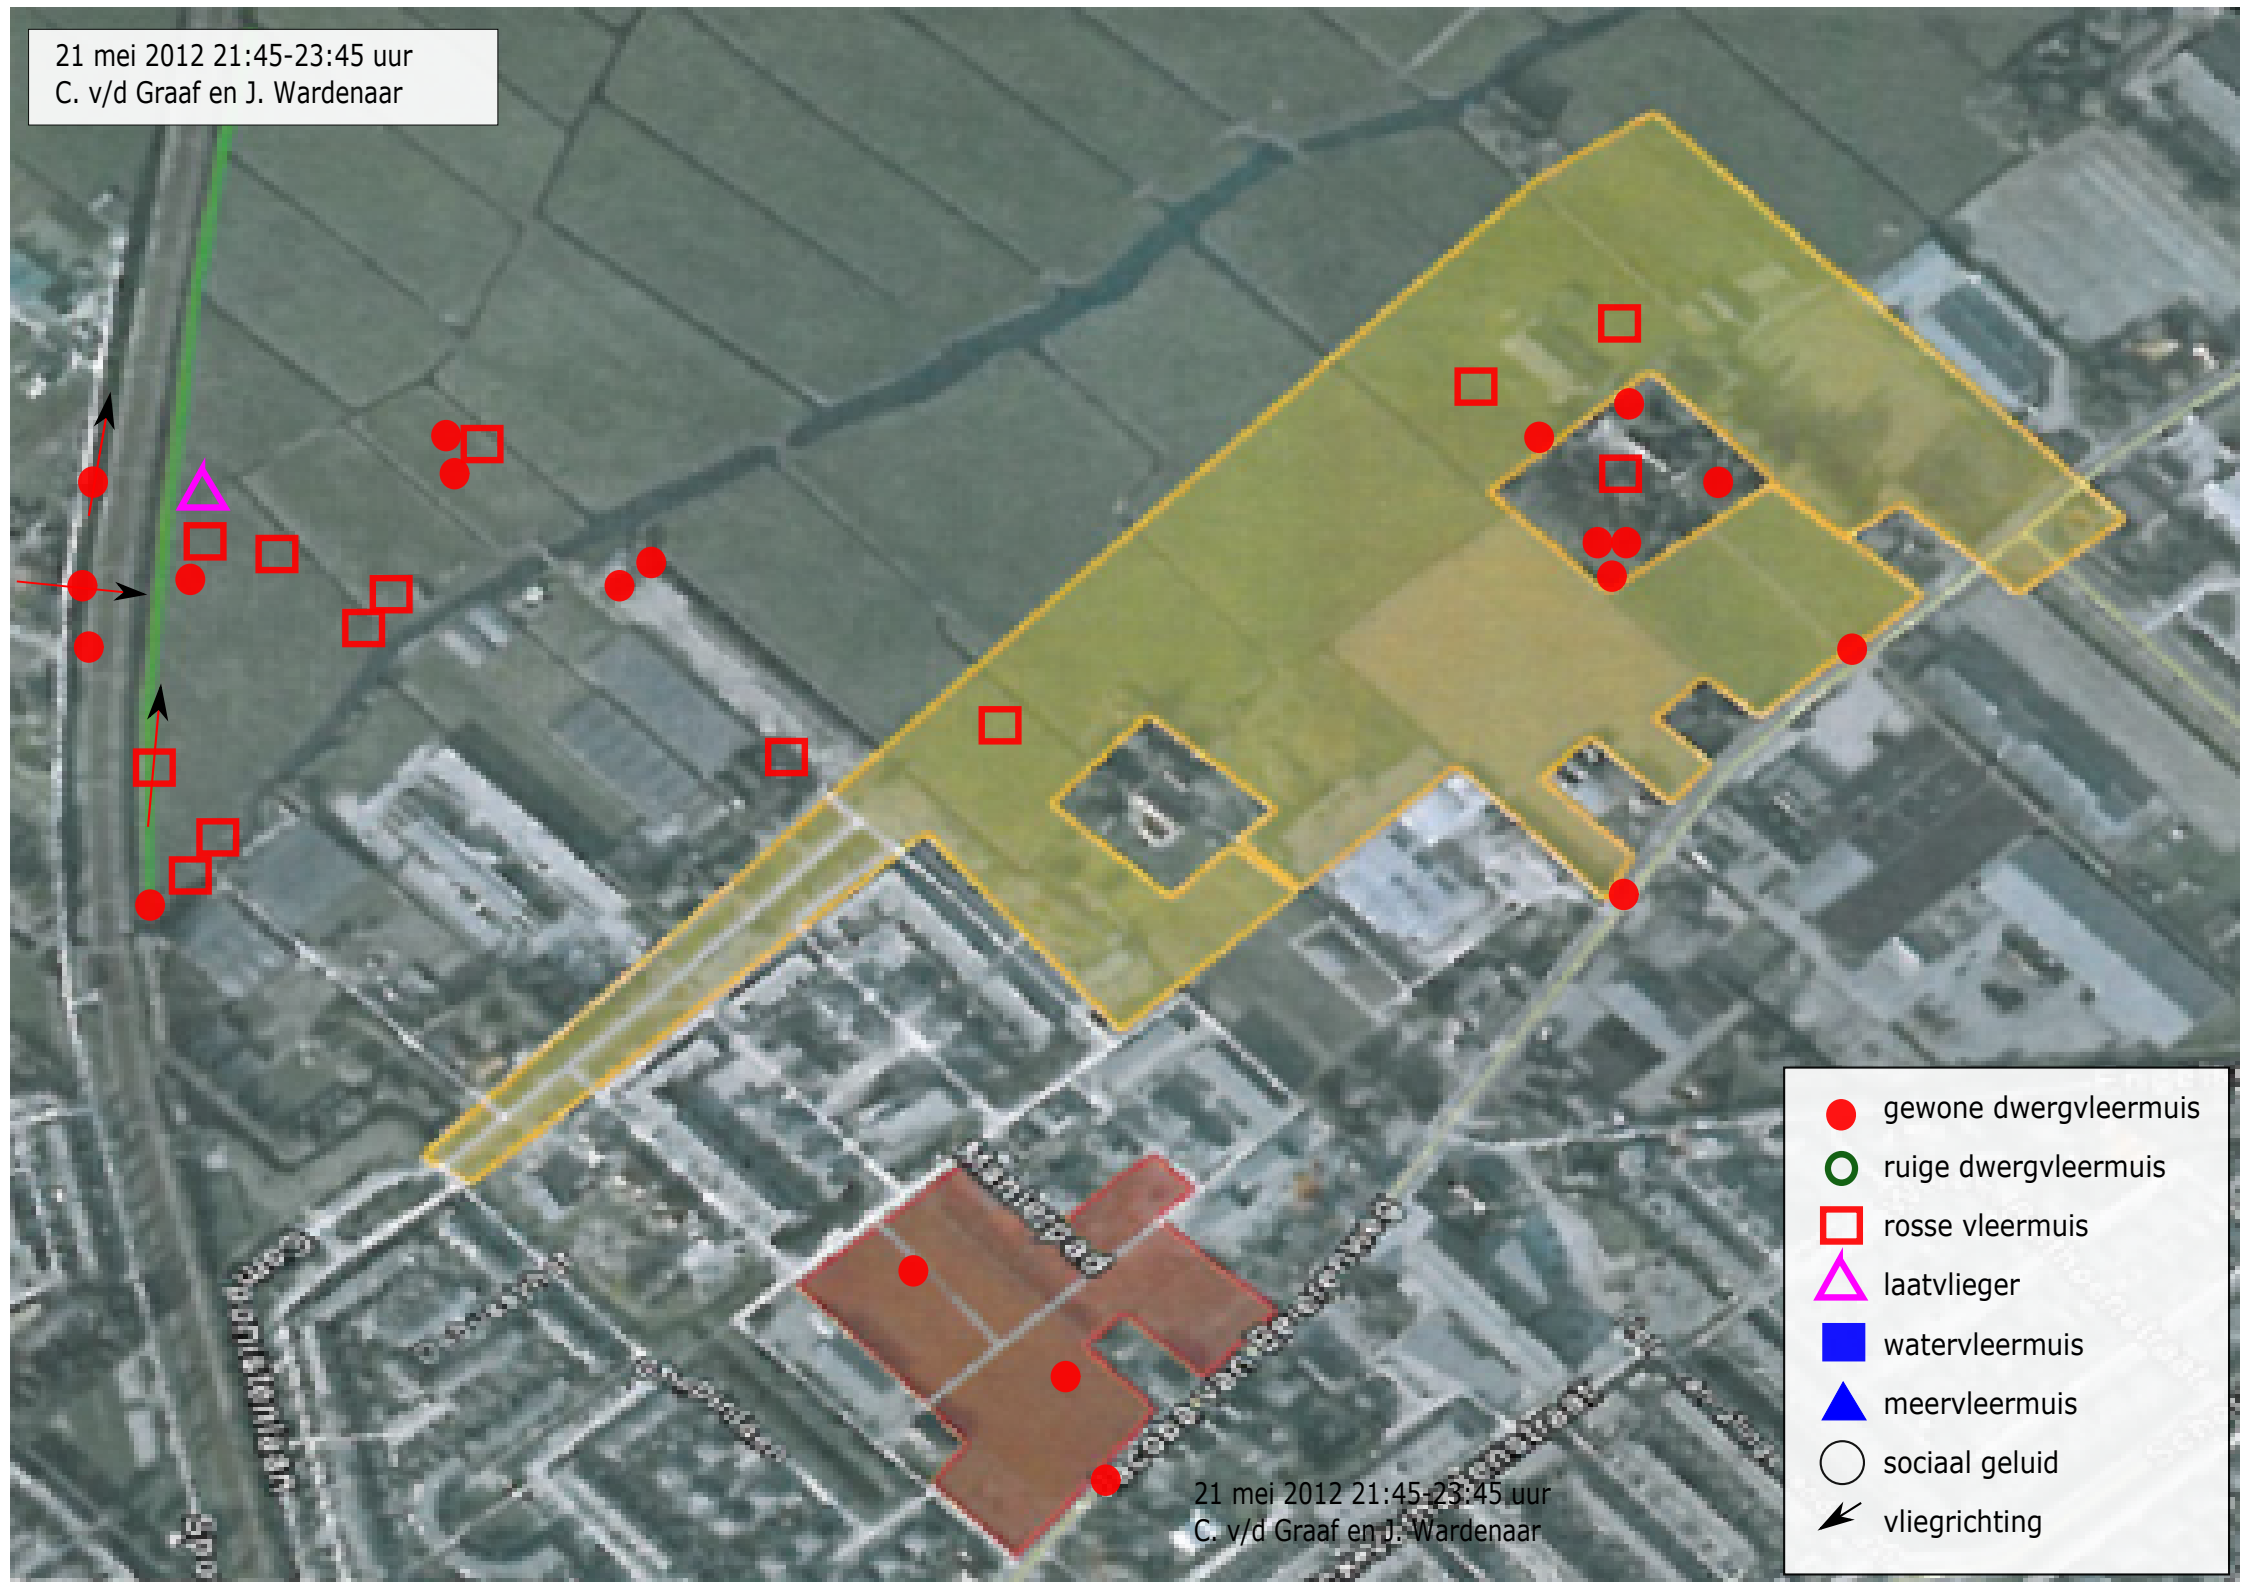 21 mei 2012 21:45-23:45 uur
C. v/d Graaf en J. Wardenaar
gewone dwergvleermuis
ruige dwergvleermuis
rosse vleermuis
laatvlieger
watervleermuis
meervleermuis
sociaal geluid
vliegrichting
21 mei 2012 21:45-23:45 uur
C. v/d Graaf en J. Wardenaar